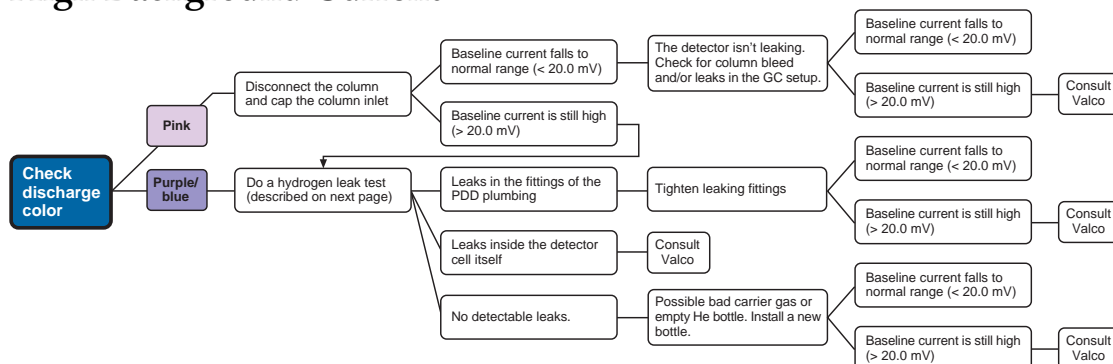 Check
discharge
color
Pink
Purple/
blue
Disconnect the column
and cap the column inlet
Baseline current falls to
normal range (< 20.0 mV)
The detector isn't leaking.
Check for column bleed
and/or leaks in the GC setup.
Baseline current falls to
normal range (< 20.0 mV)
Baseline current is still high
(> 20.0 mV)
Consult
Valco
Baseline current is still high
(> 20.0 mV)
Do a hydrogen leak test
(described on next page)
Leaks in the fittings of the
PDD plumbing
Tighten leaking fittings
Baseline current falls to
normal range (< 20.0 mV)
Baseline current is still high
(> 20.0 mV)
Consult
Valco
Leaks inside the detector
cell itself
Consult
Valco
No detectable leaks.
Possible bad carrier gas or
empty He bottle. Install a new
bottle.
Baseline current falls to
normal range (< 20.0 mV)
Baseline current is still high
(> 20.0 mV)
Consult
Valco